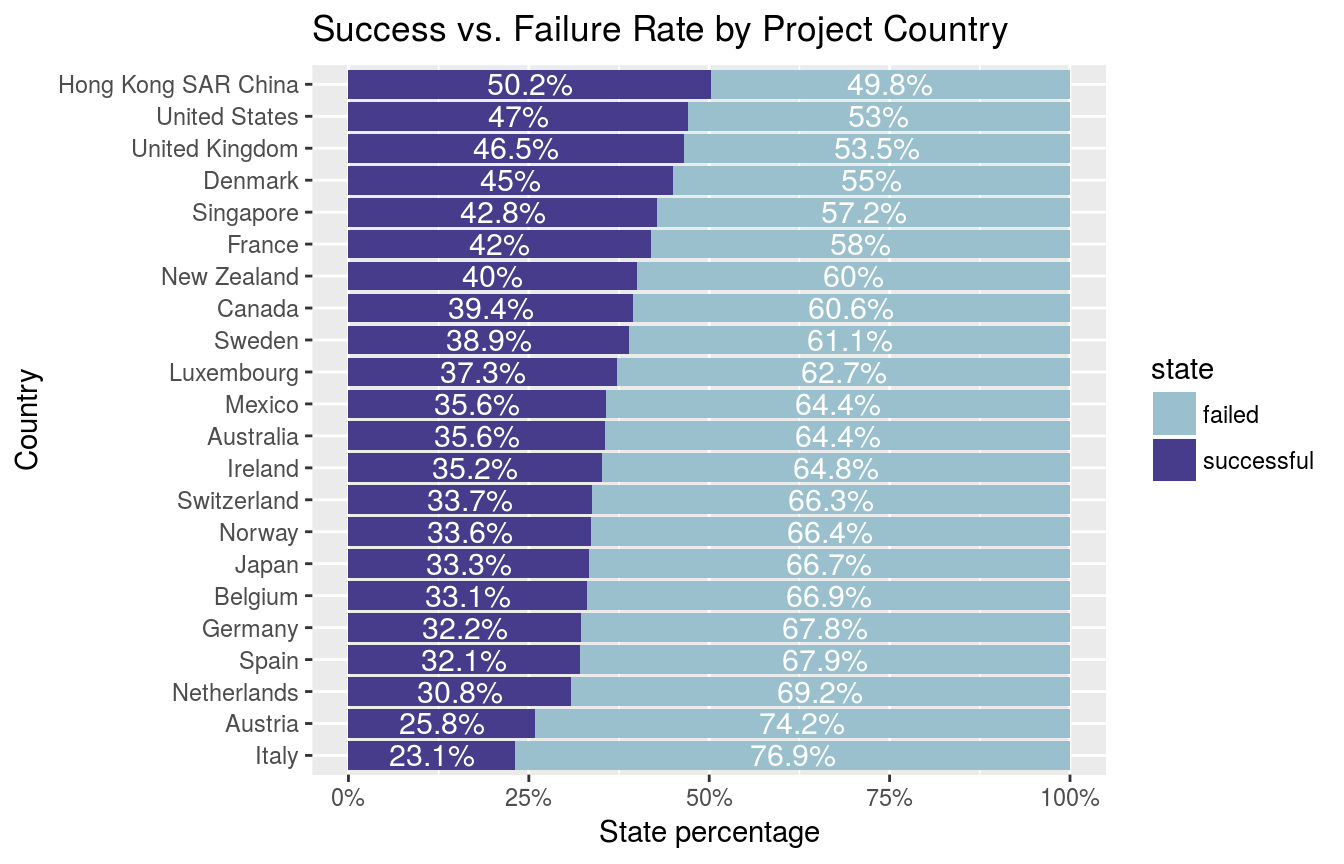 Success vs. Failure Rate by Project Country
Hong Kong SAR China 50.2% 49.8%
United States 47% 53%
United Kingdom 46.5% 53.5%
Denmark 45% 55%
Singapore 42.8% 57.2%
France 42% 58%
New Zealand 40% 60%
Canada 39.4% 60.6%
Sweden 38.9% 61.1%
Luxembourg 37.3% 62.7%
Mexico 35.6% 64.4%
Australia 35.6% 64.4%
Ireland 35.2% 64.8%
Switzerland 33.7% 66.3%
Norway 33.6% 66.4%
Japan 33.3% 66.7%
Belgium 33.1% 66.9%
Germany 32.2% 67.8%
Spain 32.1% 67.9%
Netherlands 30.8% 69.2%
Austria 25.8% 74.2%
Italy 23.1% 76.9%
0% 25% 50% 75% 100%
State percentage
Country
state
failed
successful